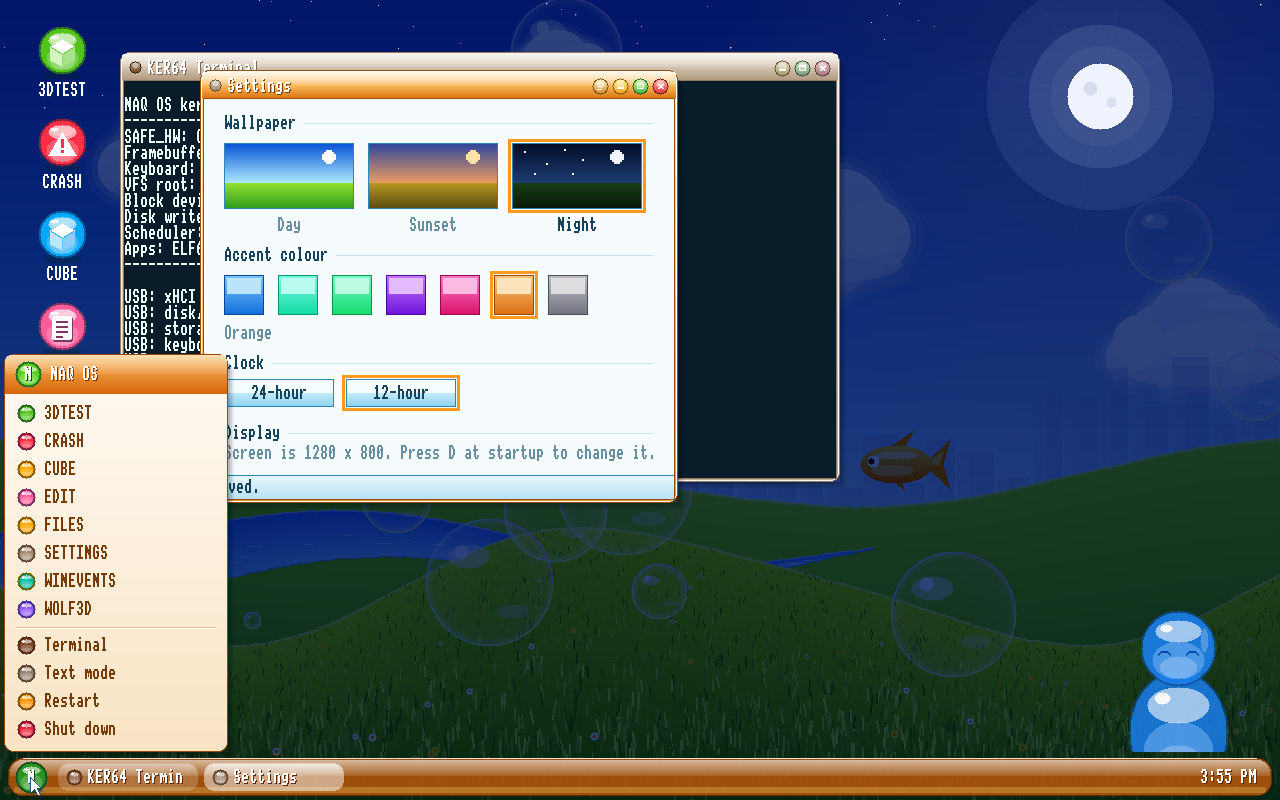 3DTEST
CRASH
CUBE
KER64 Terminal
NAQ OS ker
----------
SAFE_HW:
Framebuffe
Keyboard:
VFS root:
Block devi
Disk write
Scheduler:
Apps: ELF
----------
USB: xHCI
USB: disk
USB: stora
USB: keybo
Settings
Wallpaper
Day
Sunset
Night
Accent colour
Orange
Clock
24-hour
12-hour
Display
Screen is 1280 x 800. Press D at startup to change it.
ved.
N NAQ OS
3DTEST
CRASH
CUBE
EDIT
FILES
SETTINGS
WINEVENTS
WOLF3D
Terminal
Text mode
Restart
Shut down
N
KER64 Termin
Settings
3:55 PM